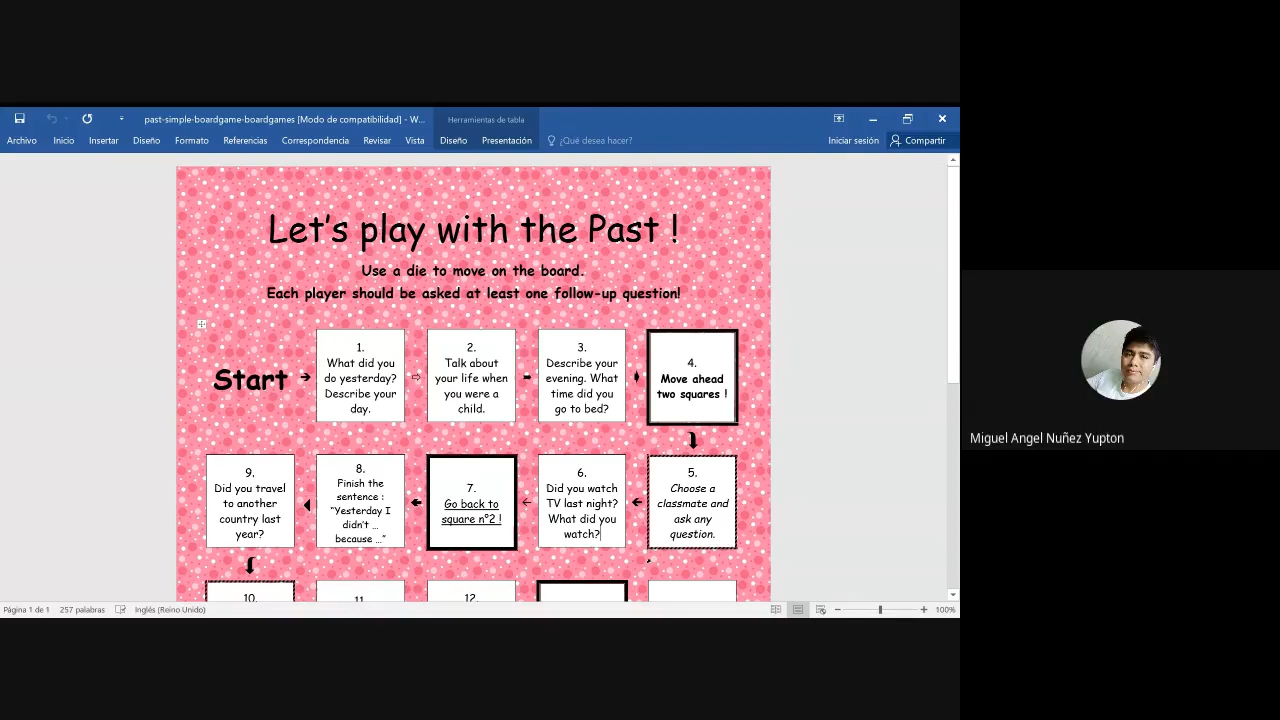 past-simple-boardgame-boardgames [Modo de compatibilidad] - W...
Herramientas de tabla
Archivo Inicio Insertar Diseño Formato Referencias Correspondencia Revisar Vista Diseño Presentación ¿Qué desea hacer? Iniciar sesión Compartir
Let's play with the Past !
Use a die to move on the board.
Each player should be asked at least one follow-up question!
Start
1.
What did you
do yesterday?
Describe your
day.
2.
Talk about
your life when
you were a
child.
3.
Describe your
evening. What
time did you
go to bed?
4.
Move ahead
two squares !
5.
Choose a
classmate and
ask any
question.
6.
Did you watch
TV last night?
What did you
watch?
7.
Go back to
square n°2 !
8.
Finish the
sentence :
"Yesterday I
didn't ...
because ..."
9.
Did you travel
to another
country last
year?
10.
11.
12.
Página 1 de 1 257 palabras Inglés (Reino Unido) 100%
Miguel Angel Nuñez Yupton